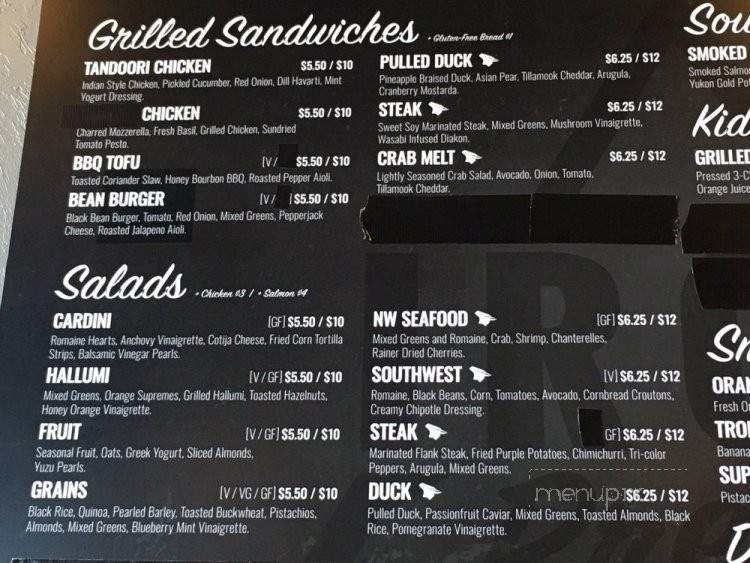 Grilled Sandwiches + Gluten-Free Bread $1
TANDOORI CHICKEN $5.50 / $10
Indian Style Chicken, Pickled Cucumber, Red Onion, Dill Havarti, Mint
Yogurt Dressing.
CHICKEN $5.50 / $10
Charred Mozzerella, Fresh Basil, Grilled Chicken, Sundried
Tomato Pesto.
BBQ TOFU [V / $5.50 / $10
Toasted Coriander Slaw, Honey Bourbon BBQ, Roasted Pepper Aioli.
BEAN BURGER [V / ] $5.50 / $10
Black Bean Burger, Tomato, Red Onion, Mixed Greens, Pepperjack
Cheese, Roasted Jalapeno Aioli.
PULLED DUCK $6.25 / $12
Pineapple Braised Duck, Asian Pear, Tillamook Cheddar, Arugula,
Cranberry Mostarda.
STEAK $6.25 / $12
Sweet Soy Marinated Steak, Mixed Greens, Mushroom Vinaigrette,
Wasabi Infused Diakon.
CRAB MELT $6.25 / $12
Lightly Seasoned Crab Salad, Avocado, Onion, Tomato,
Tillamook Cheddar.
Salads + Chicken $3 / + Salmon $4
CARDINI [GF] $5.50 / $10
Romaine Hearts, Anchovy Vinaigrette, Cotija Cheese, Fried Corn Tortilla
Strips, Balsamic Vinegar Pearls.
HALLUMI [V / GF] $5.50 / $10
Mixed Greens, Orange Supremes, Grilled Hallumi, Toasted Hazelnuts,
Honey Orange Vinaigrette.
FRUIT [V / GF] $5.50 / $10
Seasonal Fruit, Oats, Greek Yogurt, Sliced Almonds,
Yuzu Pearls.
GRAINS [V / VG / GF] $5.50 / $10
Black Rice, Quinoa, Pearled Barley, Toasted Buckwheat, Pistachios,
Almonds, Mixed Greens, Blueberry Mint Vinaigrette.
NW SEAFOOD [GF] $6.25 / $12
Mixed Greens and Romaine, Crab, Shrimp, Chanterelles,
Rainer Dried Cherries.
SOUTHWEST [V] $6.25 / $12
Romaine, Black Beans, Corn, Tomatoes, Avocado, Cornbread Croutons,
Creamy Chipotle Dressing.
STEAK GF] $6.25 / $12
Marinated Flank Steak, Fried Purple Potatoes, Chimichurri, Tri-color
Peppers, Arugula, Mixed Greens.
DUCK $6.25 / $12
Pulled Duck, Passionfruit Caviar, Mixed Greens, Toasted Almonds, Black
Rice, Pomegranate Vinegrette.
menup
Sou
SMOKED
Smoked Salmo
Yukon Gold Pot
Kid
GRILLED
Pressed 3-C
Orange Juice
Sm
ORAN
Fresh Or
TROP
Banana
SUP
Pistac
D